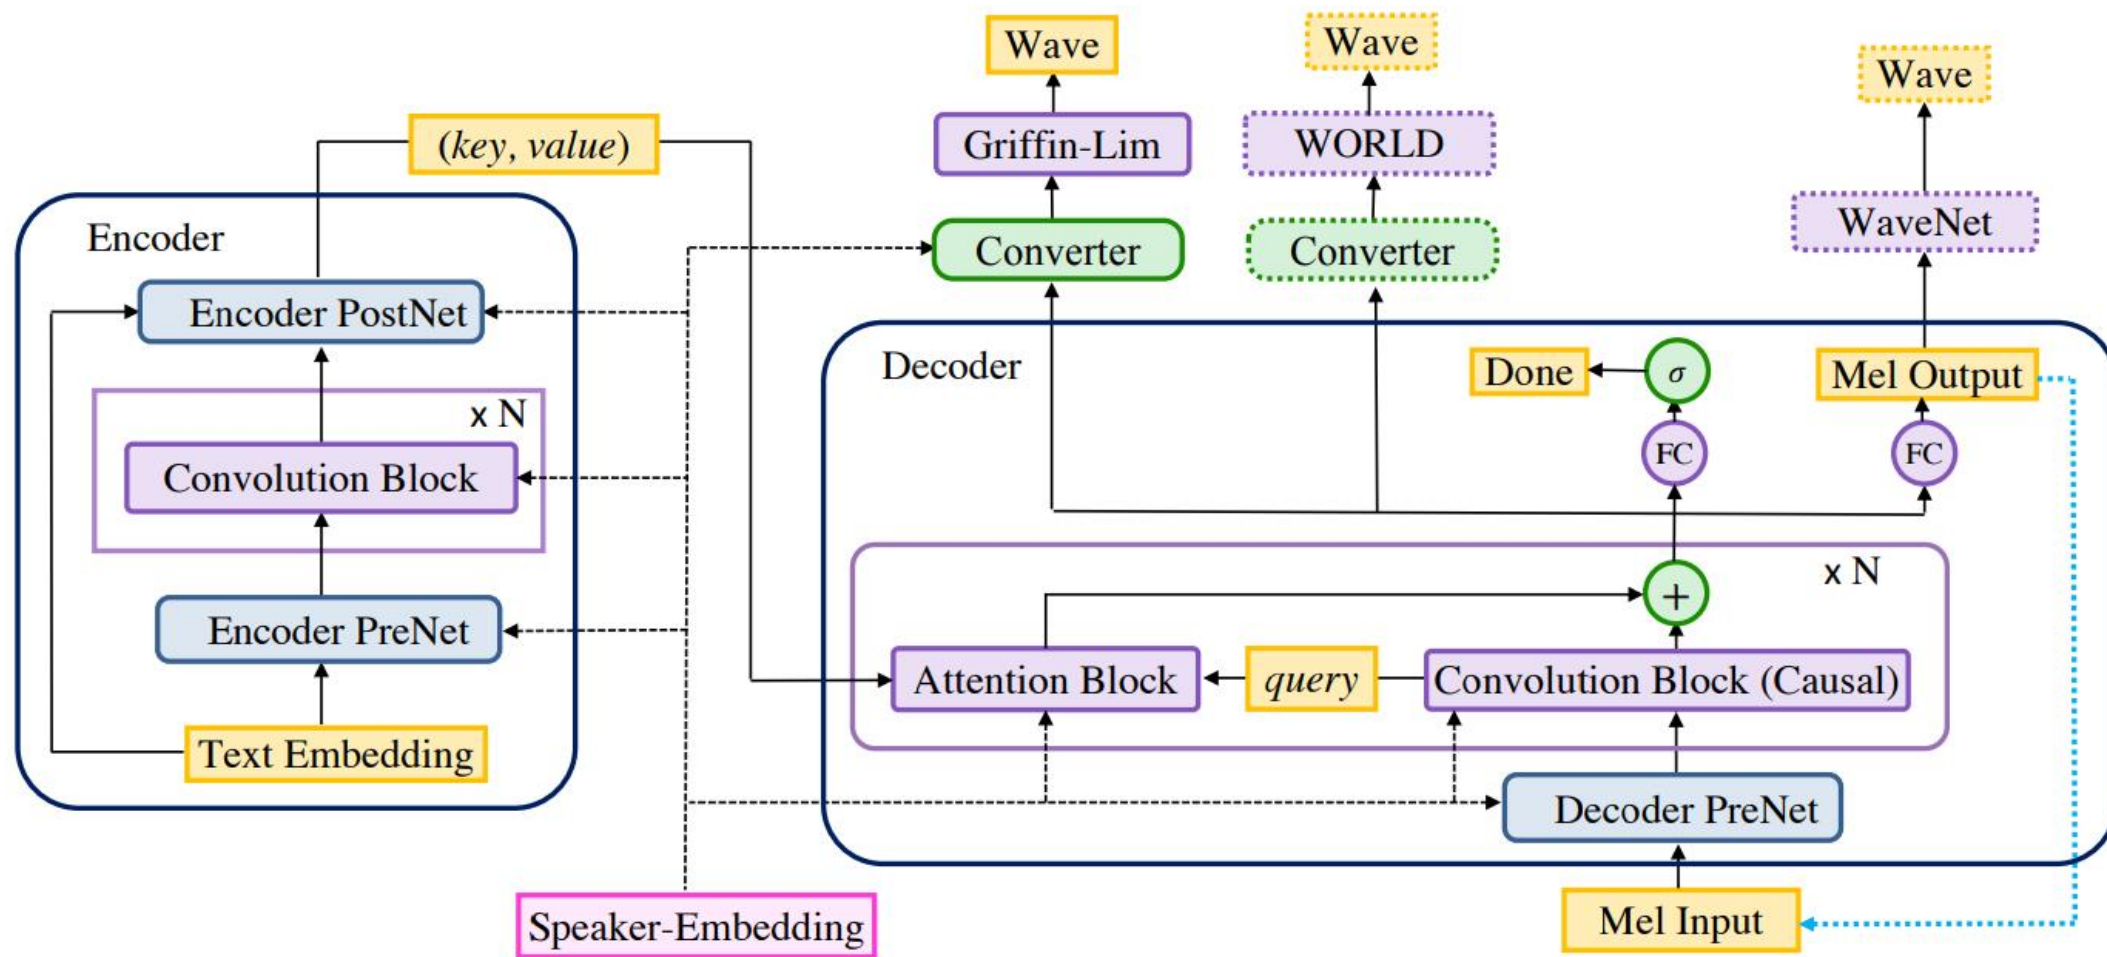 Wave
Wave
Wave
(key, value)
Griffin-Lim
WORLD
WaveNet
Encoder
Converter
Converter
Encoder PostNet
Decoder
Done
σ
Mel Output
x N
FC
FC
Convolution Block
x N
+
Encoder PreNet
Attention Block
query
Convolution Block (Causal)
Text Embedding
Decoder PreNet
Speaker-Embedding
Mel Input